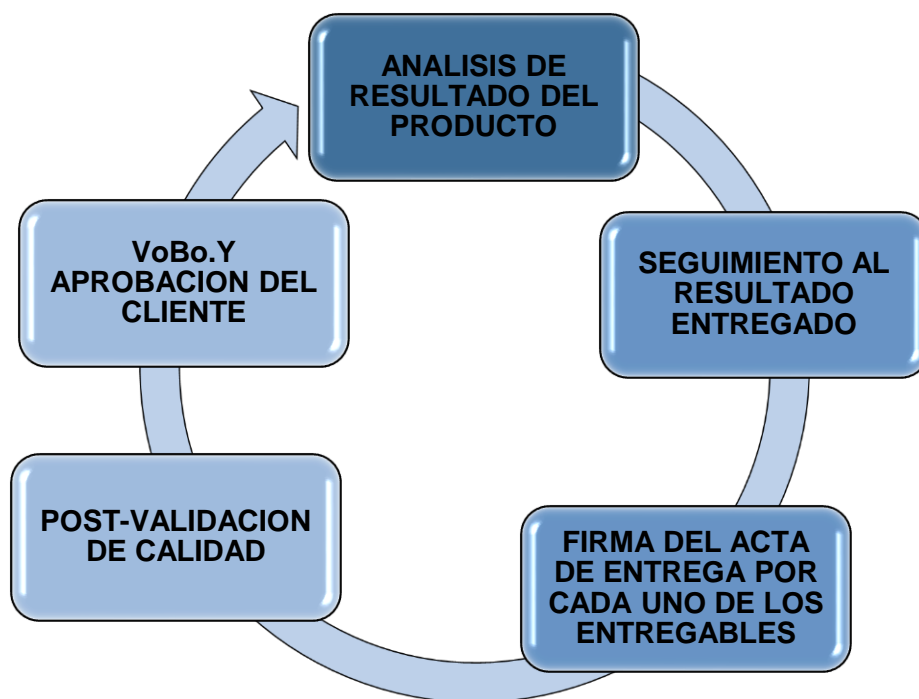 ANALISIS DE
RESULTADO DEL
PRODUCTO
SEGUIMIENTO AL
RESULTADO
ENTREGADO
FIRMA DEL ACTA
DE ENTREGA POR
CADA UNO DE LOS
ENTREGABLES
POST-VALIDACION
DE CALIDAD
VoBo.Y
APROBACION DEL
CLIENTE